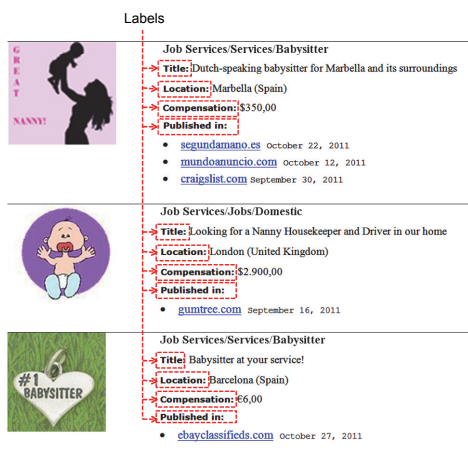 Labels
Job Services/Services/Babysitter
GREAT
NANNY!
Title: Dutch-speaking babysitter for Marbella and its surroundings
Location: Marbella (Spain)
Compensation: $350,00
Published in:
• segundamano.es October 22, 2011
• mundoanuncio.com October 12, 2011
• craigslist.com September 30, 2011
Job Services/Jobs/Domestic
Title: Looking for a Nanny Housekeeper and Driver in our home
Location: London (United Kingdom)
Compensation: $2.900,00
Published in:
• gumtree.com September 16, 2011
Job Services/Services/Babysitter
#1
BABYSITTER
Title: Babysitter at your service!
Location: Barcelona (Spain)
Compensation: €6,00
Published in:
• ebayclassifieds.com October 27, 2011